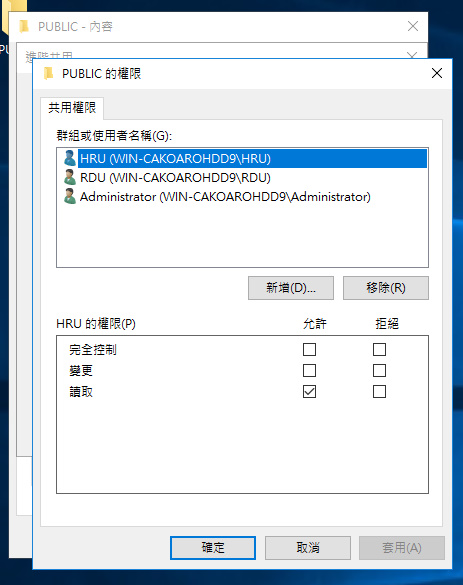 PUBLIC - 內容
進階共用
PUBLIC 的權限
共用權限
群組或使用者名稱(G):
HRU (WIN-CAKOAROHDD9\HRU)
RDU (WIN-CAKOAROHDD9\RDU)
Administrator (WIN-CAKOAROHDD9\Administrator)
新增(D)...
移除(R)
HRU 的權限(P) 允許 拒絕
完全控制
變更
讀取
確定 取消 套用(A)